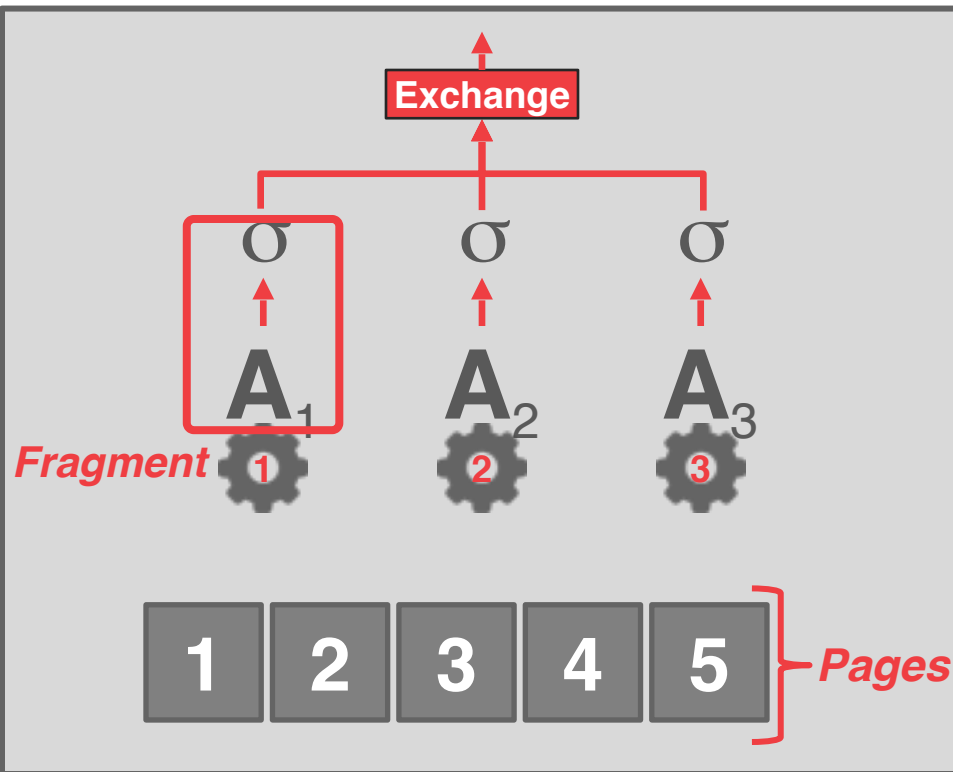 Exchange
σ σ σ
A1 A2 A3
Fragment 1 2 3
1 2 3 4 5
Pages